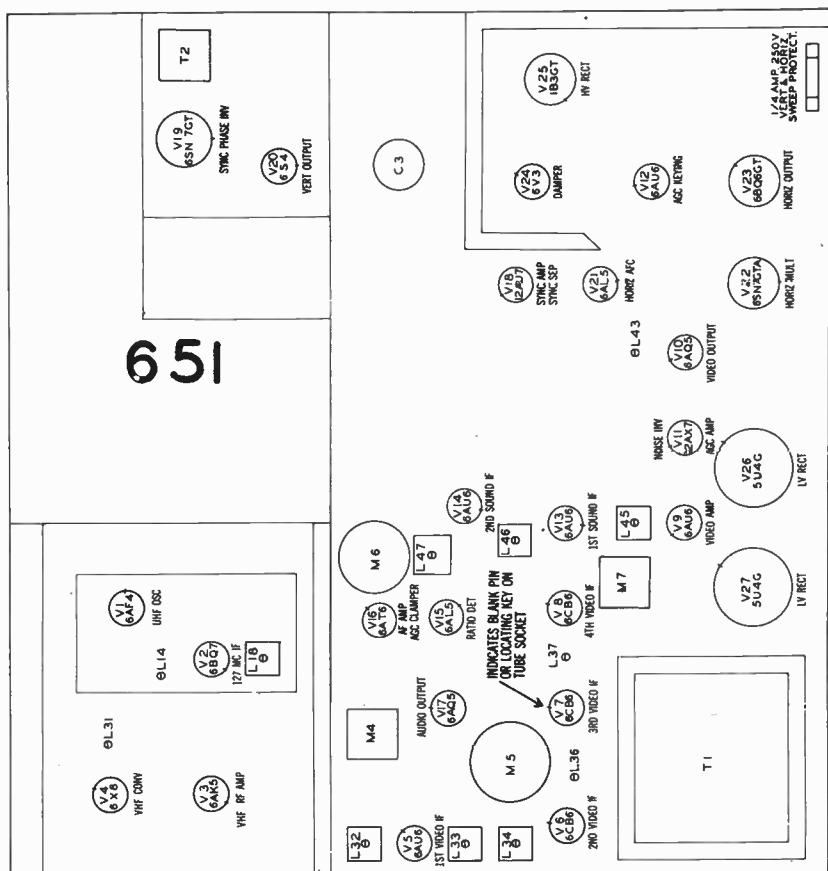 T2
V19
6SN 7GT
SYNC PHASE INV
V20
6S4
VERT OUTPUT
C3
V25
1B3GT
HV RECT
1/4 AMP. 250V
VERT & HORIZ.
SWEEP PROTECT.
V24
6V3
DAMPER
V12
6AU6
AGC KEYING
V23
6BQ6GT
HORIZ OUTPUT
651
V18
12AU7
SYNC AMP
SYNC SEP
V21
6AL5
HORIZ AFC
V22
6SN7GTA
HORIZ MULT
ΘL43
V10
6AQ5
VIDEO OUTPUT
NOISE INV
V11
12AX7
AGC AMP
V26
5U4G
LV RECT
V14
6AU6
2ND SOUND IF
M6
L47
Θ
L46
Θ
V13
6AU6
1ST SOUND IF
L45
Θ
V9
6AU6
VIDEO AMP
V1
6AF4
UHF OSC
V16
6AT6
AF AMP
AGC CLAMPER
V15
6AL5
RATIO DET
V8
6CB6
4TH VIDEO IF
M7
V27
5U4G
LV RECT
ΘL14
V2
6BQ7
127 MC IF
L18
Θ
INDICATES BLANK PIN
OR LOCATING KEY ON
TUBE SOCKET
L37
Θ
ΘL31
M4
AUDIO OUTPUT
V17
6AQ5
V7
6CB6
3RD VIDEO IF
V4
6X8
VHF CONV
V3
6AK5
VHF RF AMP
M5
ΘL36
T1
L32
Θ
V5
6AU6
1ST VIDEO IF
L33
Θ
L34
Θ
V6
6CB6
2ND VIDEO IF